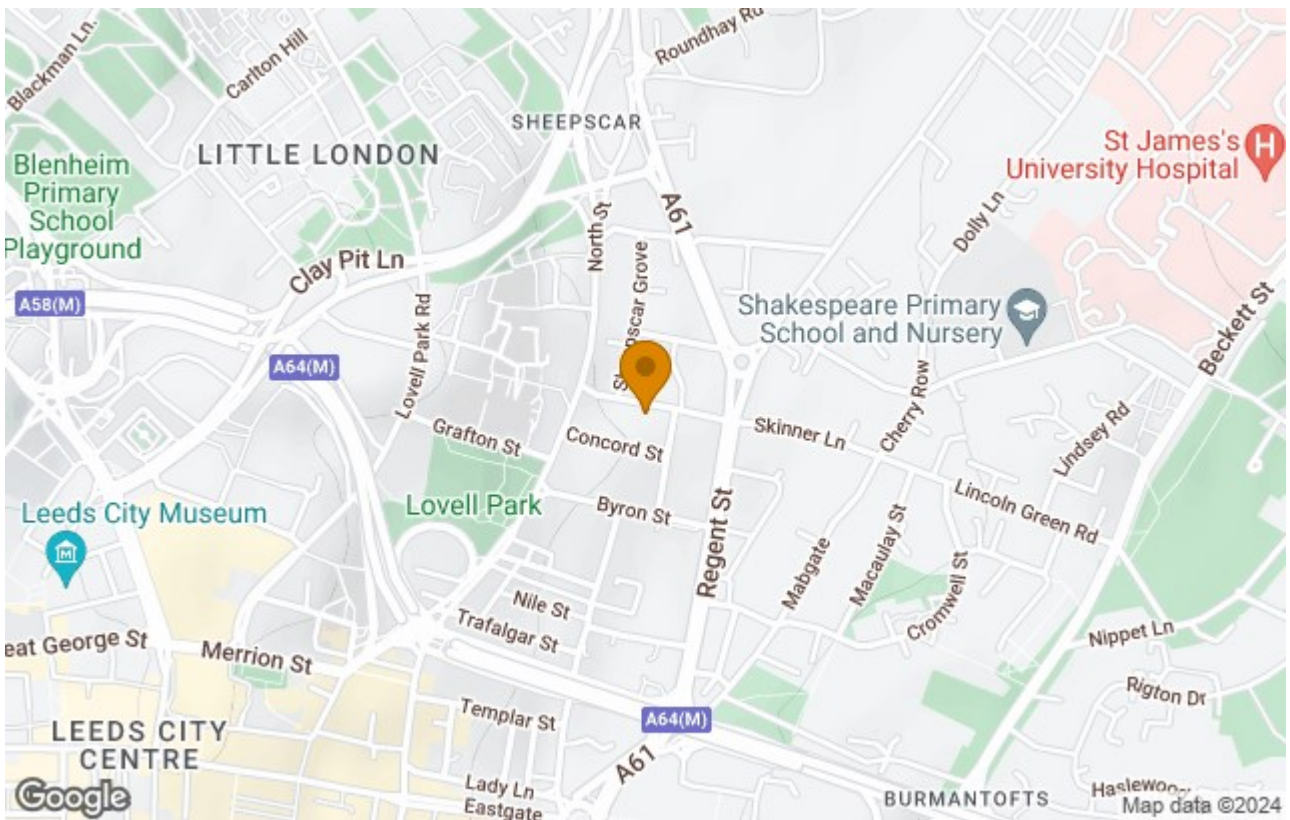 Roundhay Rd
Blackman Ln.
Carlton Hill
SHEEPSCAR
LITTLE LONDON
St James's
University Hospital
H
Blenheim
Primary
School
Playground
A61
North St
Dolly Ln
Clay Pit Ln
Grove
A58(M)
Lovell Park Rd
Shakespeare Primary
School and Nursery
Beckett St
A64(M)
Cherry Row
Lindsey Rd
Grafton St
Concord St
Skinner Ln
Lovell Park
Byron St
Regent St
Lincoln Green Rd
Leeds City Museum
M
Mabgate
Macaulay St
Cromwell St
Nile St
Trafalgar St
eat George St
Merrion St
Nippet Ln
Rigton Dr
Templar St
A64(M)
LEEDS CITY
CENTRE
A61
Lady Ln
Eastgate
BURMANTOFTS
Google
Map data ©2024